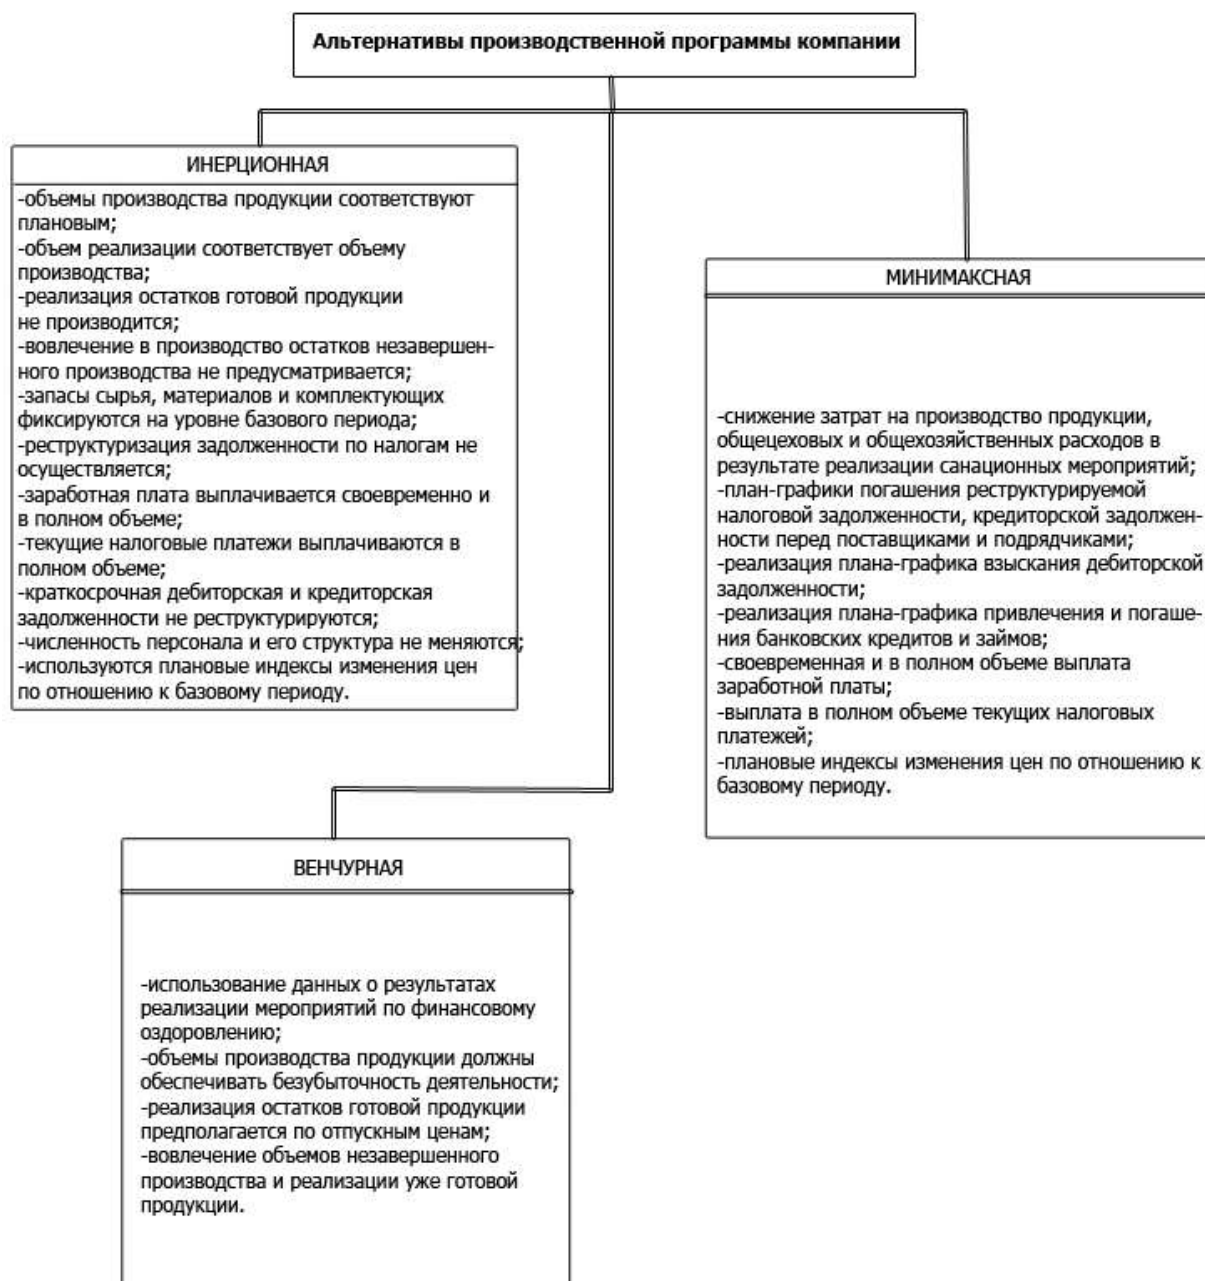 Альтернативы производственной программы компании
ИНЕРЦИОННАЯ
-объемы производства продукции соответствуют
плановым;
-объем реализации соответствует объему
производства;
-реализация остатков готовой продукции
не производится;
-вовлечение в производство остатков незавершен-
ного производства не предусматривается;
-запасы сырья, материалов и комплектующих
фиксируются на уровне базового периода;
-реструктуризация задолженности по налогам не
осуществляется;
-заработная плата выплачивается своевременно и
в полном объеме;
-текущие налоговые платежи выплачиваются в
полном объеме;
-краткосрочная дебиторская и кредиторская
задолженности не реструктурируются;
-численность персонала и его структура не меняются;
-используются плановые индексы изменения цен
по отношению к базовому периоду.
МИНИМАКСНАЯ
-снижение затрат на производство продукции,
общецеховых и общехозяйственных расходов в
результате реализации санационных мероприятий;
-план-графики погашения реструктурируемой
налоговой задолженности, кредиторской задолжен-
ности перед поставщиками и подрядчиками;
-реализация плана-графика взыскания дебиторской
задолженности;
-реализация плана-графика привлечения и погаше-
ния банковских кредитов и займов;
-своевременная и в полном объеме выплата
заработной платы;
-выплата в полном объеме текущих налоговых
платежей;
-плановые индексы изменения цен по отношению к
базовому периоду.
ВЕНЧУРНАЯ
-использование данных о результатах
реализации мероприятий по финансовому
оздоровлению;
-объемы производства продукции должны
обеспечивать безубыточность деятельности;
-реализация остатков готовой продукции
предполагается по отпускным ценам;
-вовлечение объемов незавершенного
производства и реализации уже готовой
продукции.